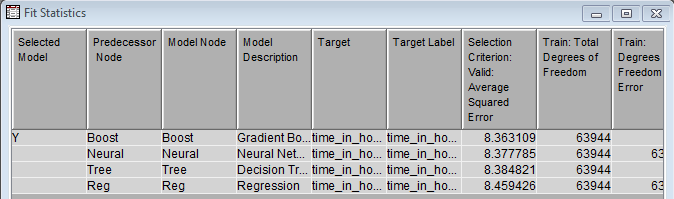 Fit Statistics
Selected Model	Predecessor Node	Model Node	Model Description	Target	Target Label	Selection Criterion: Valid: Average Squared Error	Train: Total Degrees of Freedom	Train: Degrees Freedom Error
Y	Boost	Boost	Gradient Bo...	time_in_ho...	time_in_ho...	8.363109	63944
Neural	Neural	Neural Net...	time_in_ho...	time_in_ho...	8.377785	63944	63
Tree	Tree	Decision Tr...	time_in_ho...	time_in_ho...	8.384821	63944
Reg	Reg	Regression	time_in_ho...	time_in_ho...	8.459426	63944	63